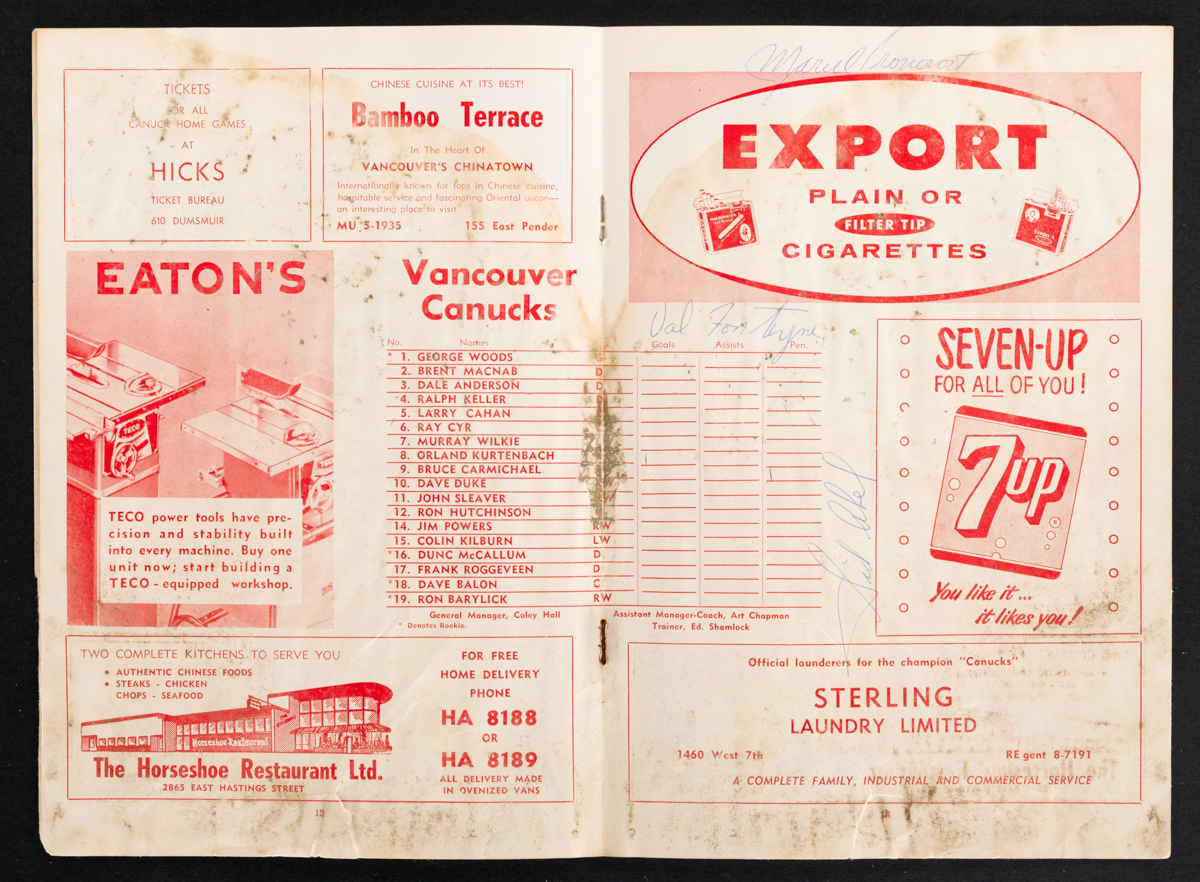 TICKETS
FOR ALL
CANUCK HOME GAMES
AT
HICKS
TICKET BUREAU
610 DUMSMUIR
CHINESE CUISINE AT ITS BEST!
Bamboo Terrace
In The Heart Of
VANCOUVER'S CHINATOWN
Internationally known for tops in Chinese cuisine,
hospitable service and fascinating Oriental decor—
an interesting place to visit.
MU 5-1935 155 East Pender
EATON'S
TECO
TECO power tools have pre-
cision and stability built
into every machine. Buy one
unit now; start building a
TECO - equipped workshop.
Vancouver
Canucks
No. Names
* 1. GEORGE WOODS G
2. BRENT MACNAB D
3. DALE ANDERSON D
4. RALPH KELLER
5. LARRY CAHAN
6. RAY CYR
7. MURRAY WILKIE
8. ORLAND KURTENBACH
9. BRUCE CARMICHAEL
10. DAVE DUKE
11. JOHN SLEAVER W
12. RON HUTCHINSON
14. JIM POWERS RW
15. COLIN KILBURN LW
*16. DUNC McCALLUM D
17. FRANK ROGGEVEEN D
*18. DAVE BALON C
*19. RON BARYLICK RW
General Manager, Coley Hall
* Denotes Rookie.
TWO COMPLETE KITCHENS TO SERVE YOU
• AUTHENTIC CHINESE FOODS
• STEAKS - CHICKEN
CHOPS - SEAFOOD
Horseshoe Restaurant
The Horseshoe Restaurant Ltd.
2865 EAST HASTINGS STREET
FOR FREE
HOME DELIVERY
PHONE
HA 8188
OR
HA 8189
ALL DELIVERY MADE
IN OVENIZED VANS
12
Marcel Pronovost
EXPORT
PLAIN OR
FILTER TIP
CIGARETTES
Val Fonteyne
Goals Assists Pen.
Assistant Manager-Coach, Art Chapman
Trainer, Ed. Shamlock
Sid Abel
SEVEN-UP
FOR ALL OF YOU!
7up
You like it...
it likes you!
Official launderers for the champion "Canucks"
STERLING
LAUNDRY LIMITED
1460 West 7th REgent 8-7191
A COMPLETE FAMILY, INDUSTRIAL AND COMMERCIAL SERVICE